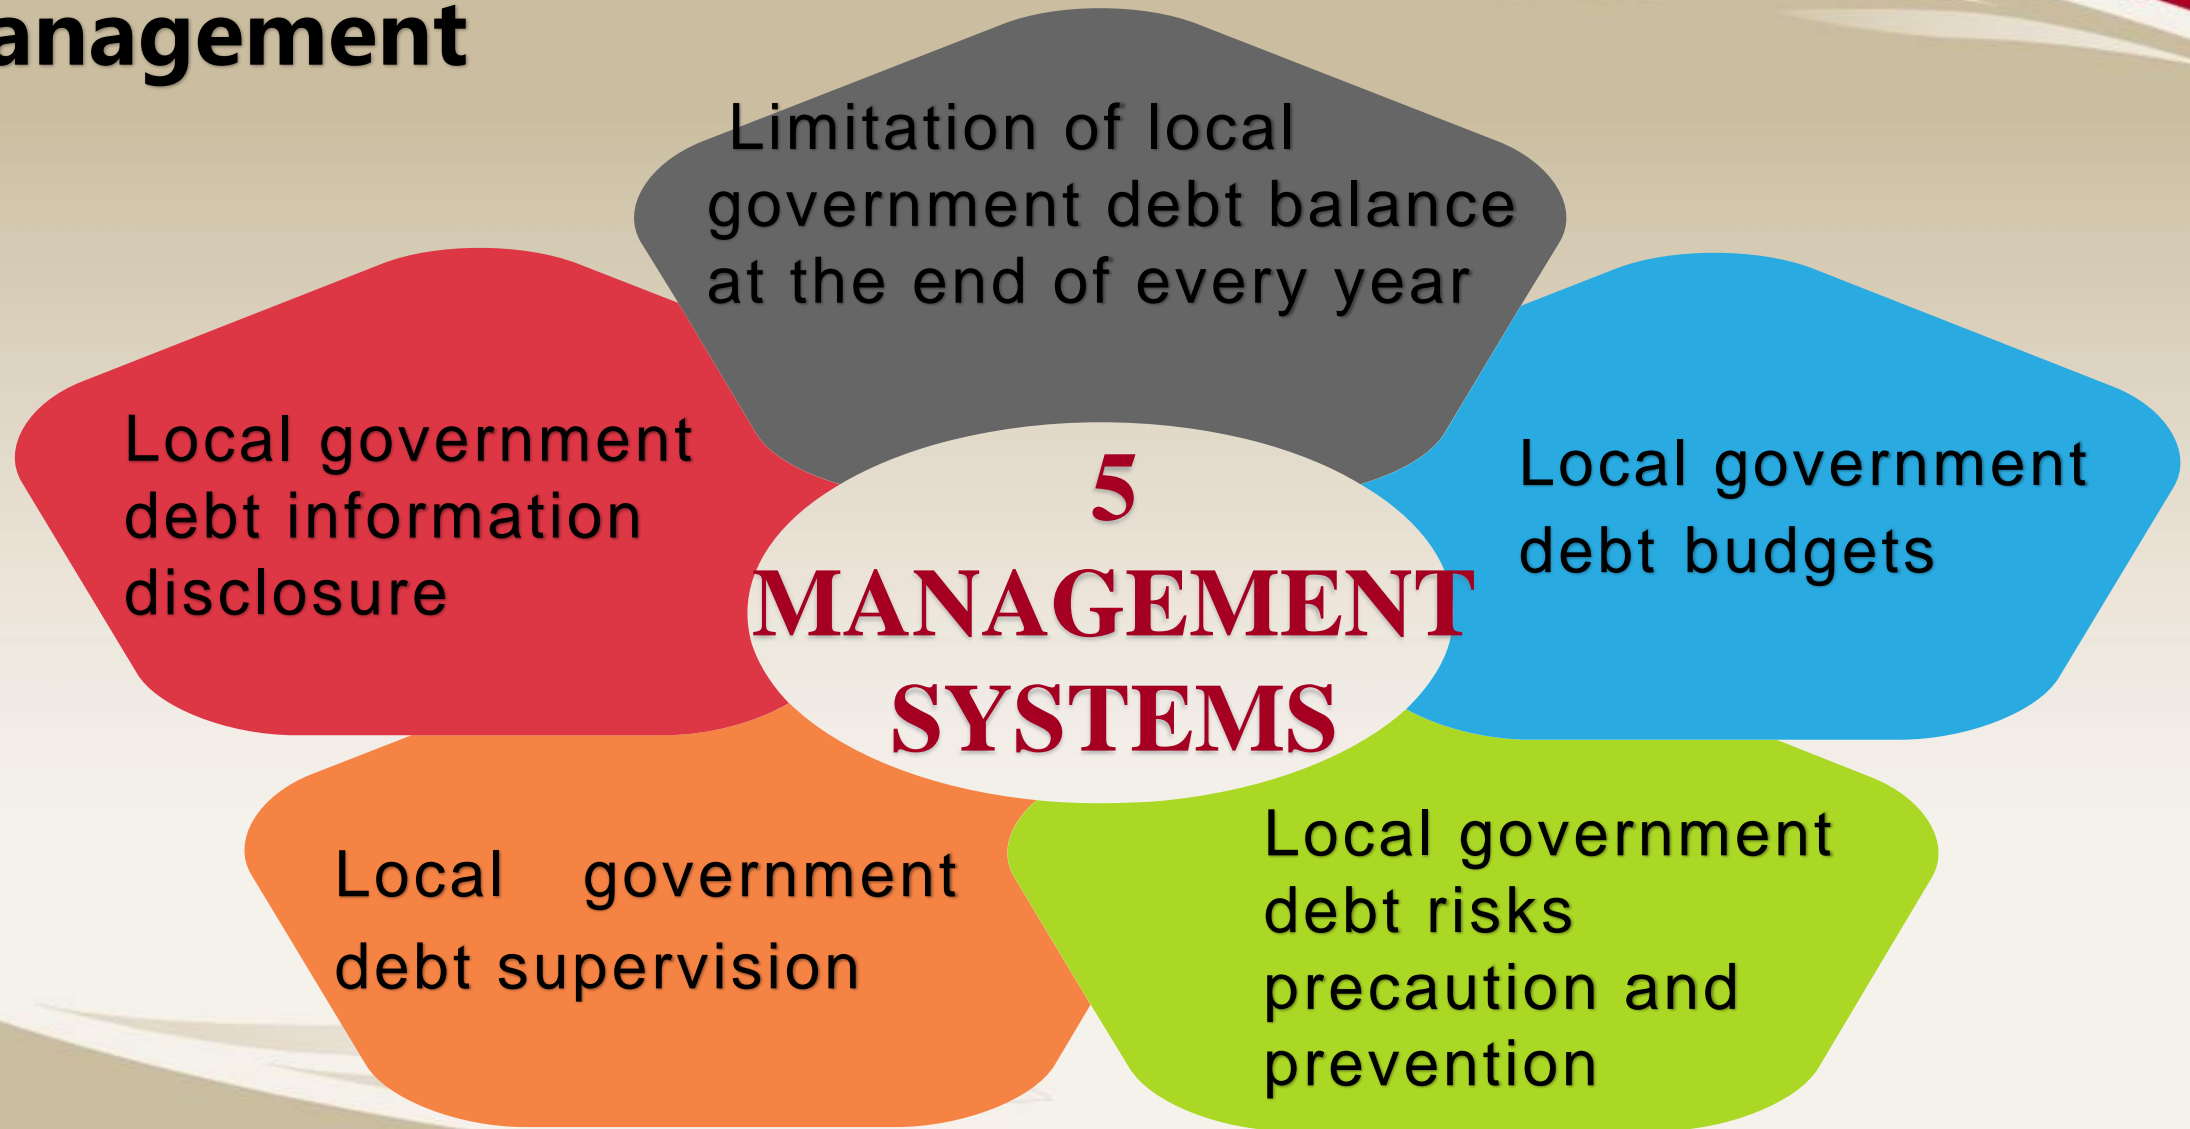 anagement
Limitation of local
government debt balance
at the end of every year
Local government
debt information
disclosure
5
MANAGEMENT
SYSTEMS
Local government
debt budgets
Local government
debt supervision
Local government
debt risks
precaution and
prevention